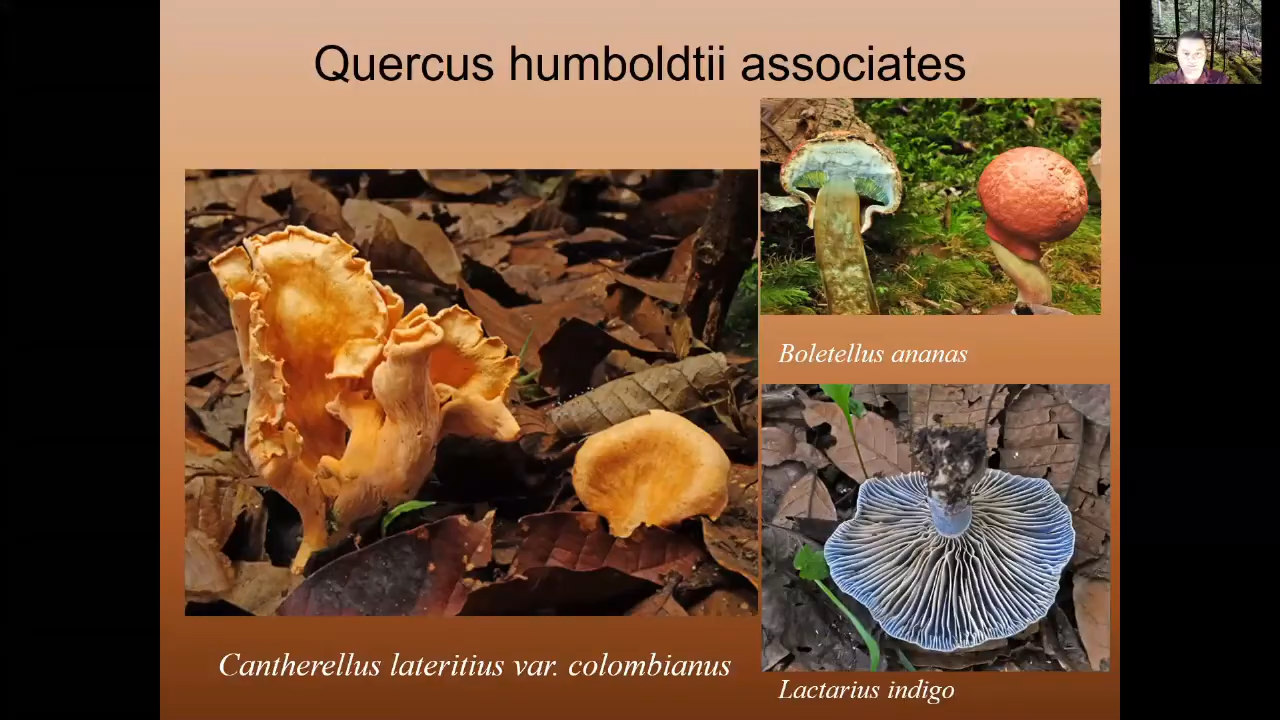 Quercus humboldtii associates
Boletellus ananas
Cantherellus lateritius var. colombianus
Lactarius indigo